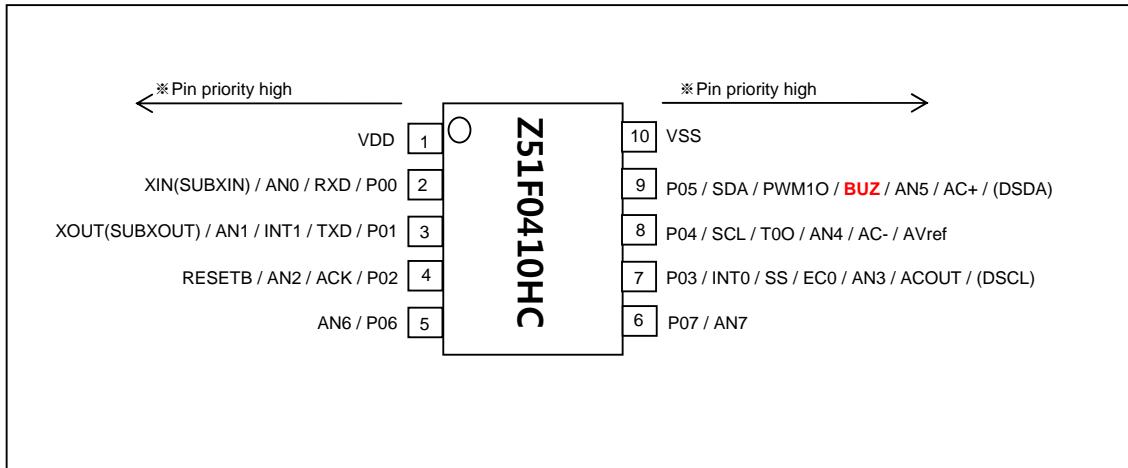 ※Pin priority high
※Pin priority high
VDD 1
10 VSS
XIN(SUBXIN) / AN0 / RXD / P00 2
9 P05 / SDA / PWM1O / BUZ / AN5 / AC+ / (DSDA)
XOUT(SUBXOUT) / AN1 / INT1 / TXD / P01 3
8 P04 / SCL / T0O / AN4 / AC- / AVref
RESETB / AN2 / ACK / P02 4
7 P03 / INT0 / SS / EC0 / AN3 / ACOUT / (DSCL)
AN6 / P06 5
6 P07 / AN7
Z51F0410HC